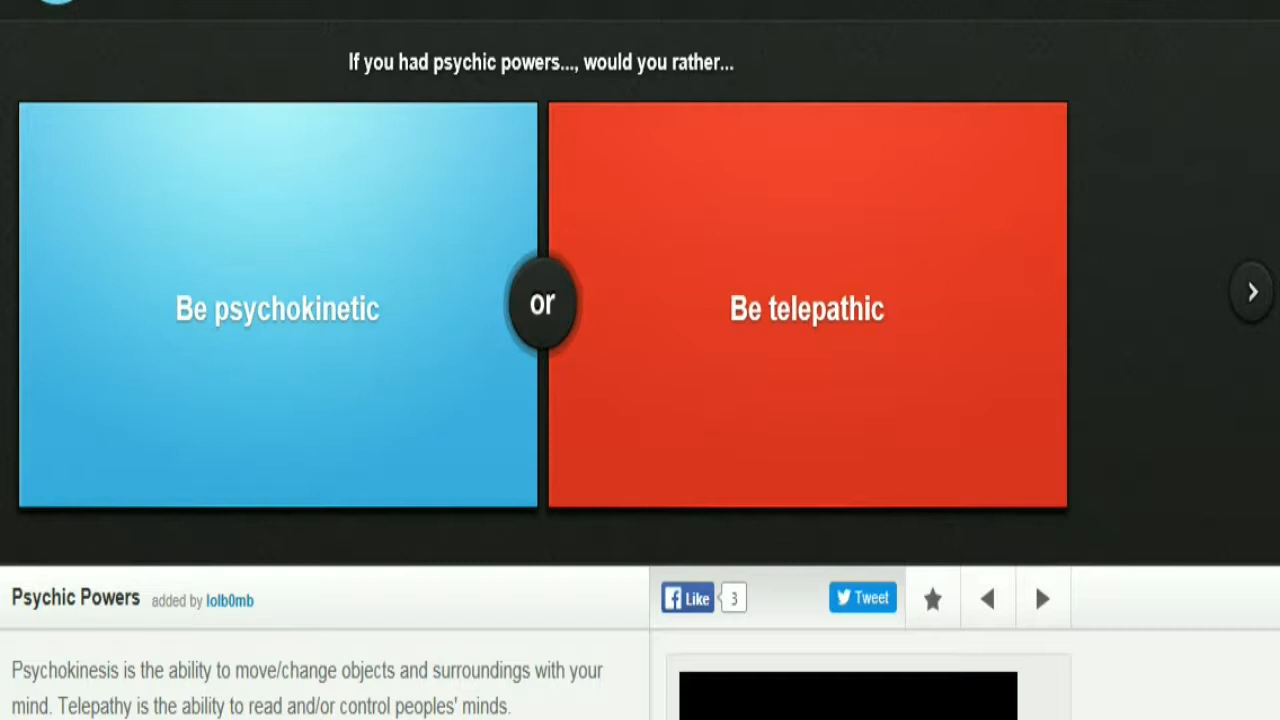 If you had psychic powers..., would you rather...
Be psychokinetic
or
Be telepathic
Psychic Powers added by lolb0mb
Like 3
Tweet
Psychokinesis is the ability to move/change objects and surroundings with your
mind. Telepathy is the ability to read and/or control peoples' minds.